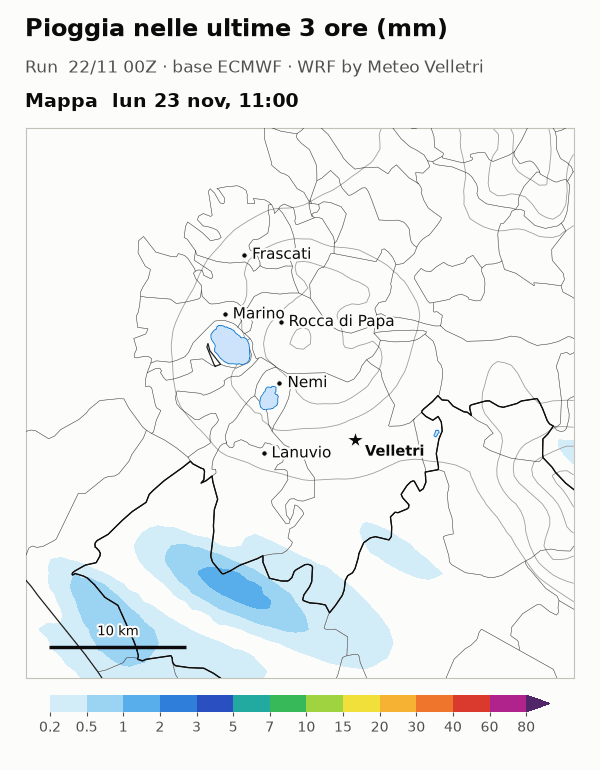 Pioggia nelle ultime 3 ore (mm)
Run  22/11 00Z · base ECMWF · WRF by Meteo Velletri
Mappa  lun 23 nov, 11:00
Frascati
Marino
Rocca di Papa
Nemi
Velletri
Lanuvio
10 km
0.2 0.5 1 2 3 5 7 10 15 20 30 40 60 80